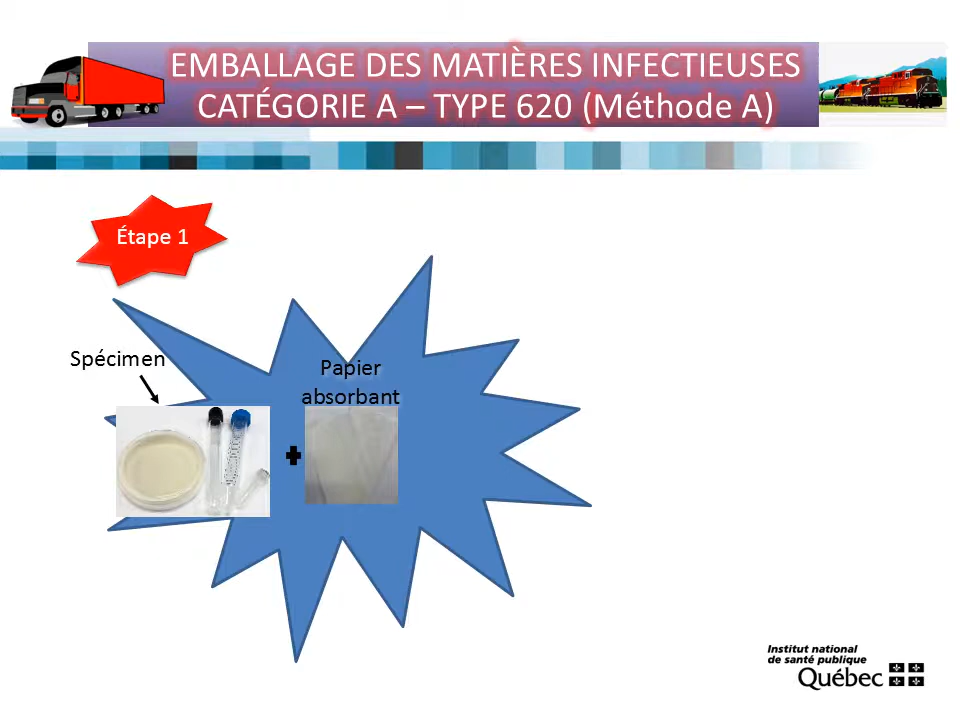 EMBALLAGE DES MATIÈRES INFECTIEUSES
CATÉGORIE A – TYPE 620 (Méthode A)
Étape 1
Spécimen
Papier
absorbant
Institut national
de santé publique
Québec